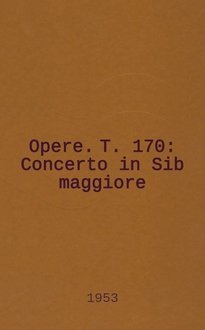 Opere. T. 170:
Concerto in Sib
maggiore
1953